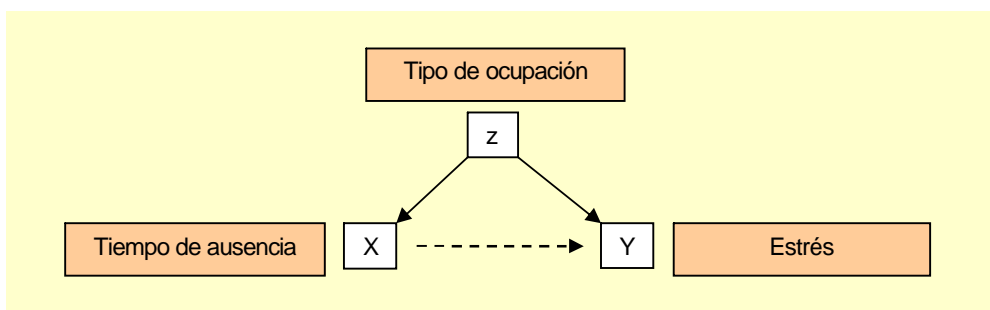 Tipo de ocupación
z
Tiempo de ausencia X Y Estrés